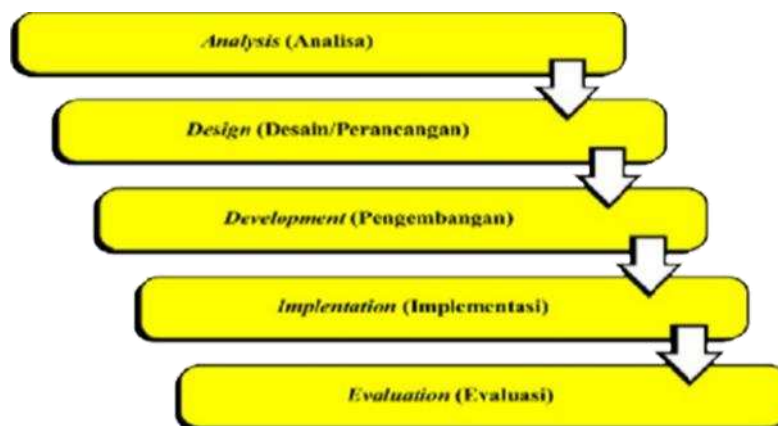 Analysis (Analisa)
Design (Desain/Perancangan)
Development (Pengembangan)
Implentation (Implementasi)
Evaluation (Evaluasi)